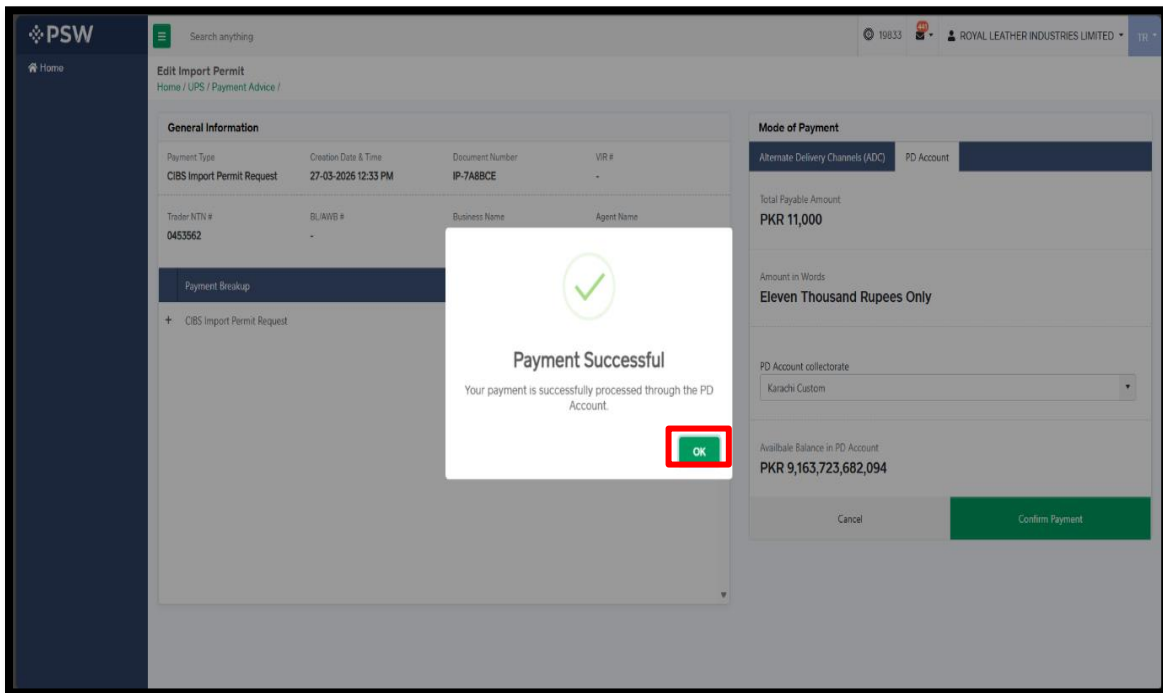 PSW
Search anything
19833
ROYAL LEATHER INDUSTRIES LIMITED
TR
Home
Edit Import Permit
Home / UPS / Payment Advice /
General Information
Payment Type
Creation Date & Time
Document Number
VIR #
CIBS Import Permit Request
27-03-2026 12:33 PM
IP-7A8BCE
-
Trader NTN #
BL/AWB #
Business Name
Agent Name
0453562
-
Payment Breakup
+ CIBS Import Permit Request
Payment Successful
Your payment is successfully processed through the PD
Account.
OK
Mode of Payment
Alternate Delivery Channels (ADC)
PD Account
Total Payable Amount
PKR 11,000
Amount in Words
Eleven Thousand Rupees Only
PD Account collectorate
Karachi Custom
Availbale Balance in PD Account
PKR 9,163,723,682,094
Cancel
Confirm Payment